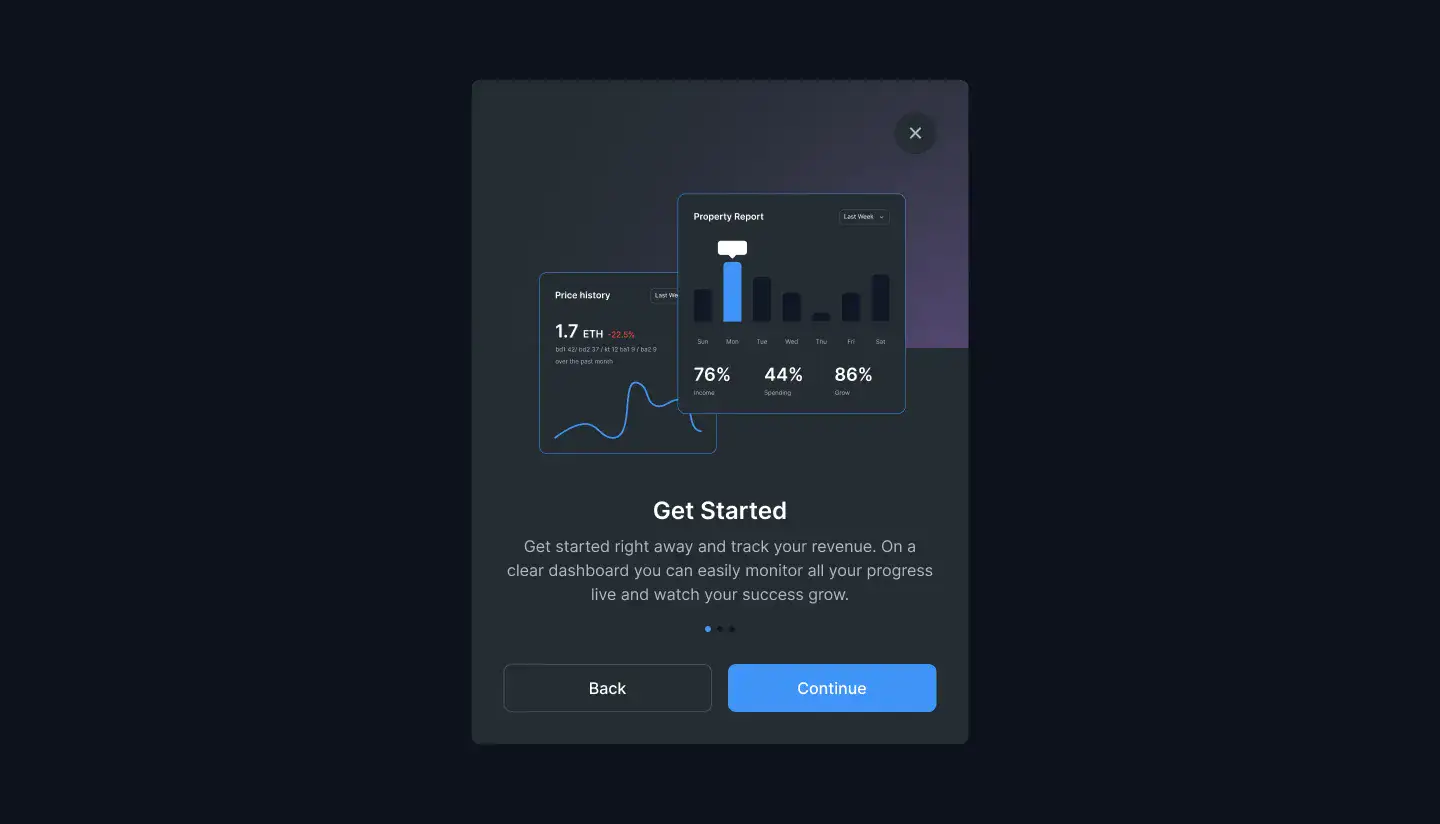 Property Report
Last Week
Sun Mon Tue Wed Thu Fri Sat
76% 44% 86%
Income Spending Grow
Price history
Last We
1.7 ETH -22.5%
bd1 42/ bd2 37 / kt 12 ba1 9 / ba2 9
over the past month
Get Started
Get started right away and track your revenue. On a
clear dashboard you can easily monitor all your progress
live and watch your success grow.
Back
Continue